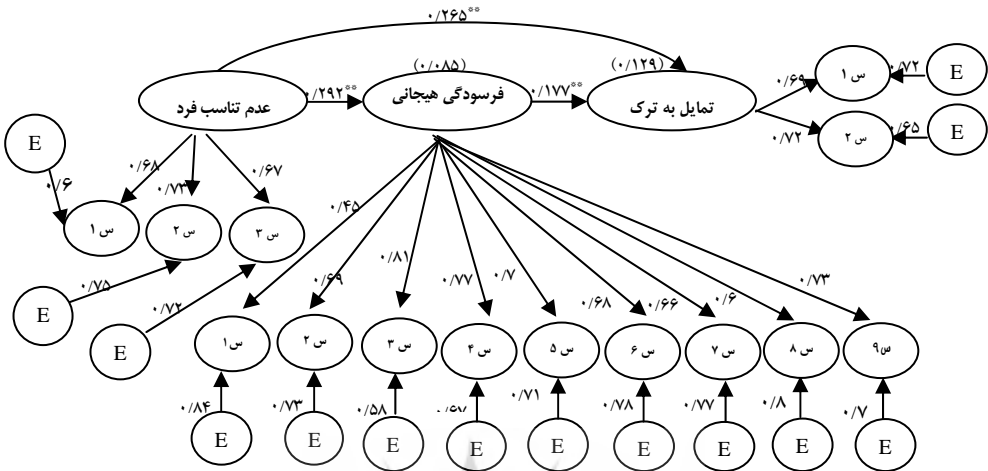 ۰/۲۶۵**
(۰/۰۸۵)
(۰/۱۲۹)
عدم تناسب فرد
۰/۲۹۲**
فرسودگی هیجانی
۰/۱۷۷**
تمایل به ترک
۰/۶۹
س ۱
۰/۷۲
E
۰/۷۲
س ۲
۰/۶۵
E
E
۰/۶
۰/۶۸
۰/۷۳
۰/۶۷
س ۱
س ۲
س ۳
E
۰/۷۵
E
۰/۷۲
۰/۴۵
۰/۶۹
۰/۸۱
۰/۷۷
۰/۷
۰/۶۸
۰/۶۶
۰/۶
۰/۷۳
س ۱
س ۲
س ۳
س ۴
س ۵
س ۶
س ۷
س ۸
س۹
۰/۸۴
۰/۷۳
۰/۵۸
۰/۷۱
۰/۷۸
۰/۷۷
۰/۸
۰/۷
E
E
E
E
E
E
E
E
E